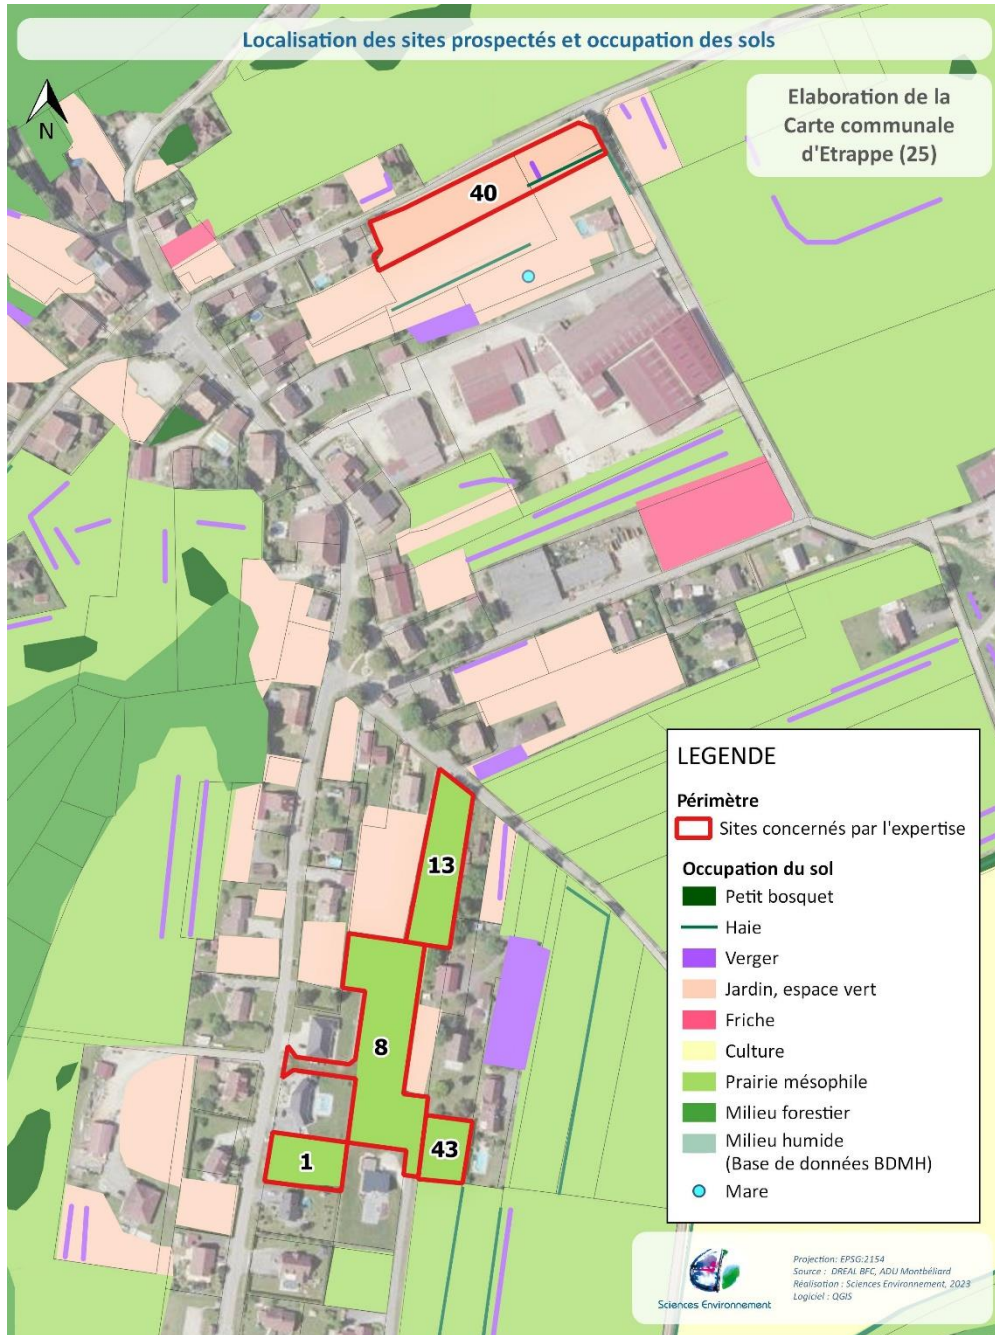 Localisation des sites prospectés et occupation des sols
Elaboration de la
Carte communale
d'Etrappe (25)
N
40
13
8
1
43
LEGENDE
Périmètre
Sites concernés par l'expertise
Occupation du sol
Petit bosquet
Haie
Verger
Jardin, espace vert
Friche
Culture
Prairie mésophile
Milieu forestier
Milieu humide
(Base de données BDMH)
Mare
Sciences Environnement
Projection: EPSG:2154
Source : DREAL BFC, ADU Montbéliard
Réalisation : Sciences Environnement, 2023
Logiciel : QGIS